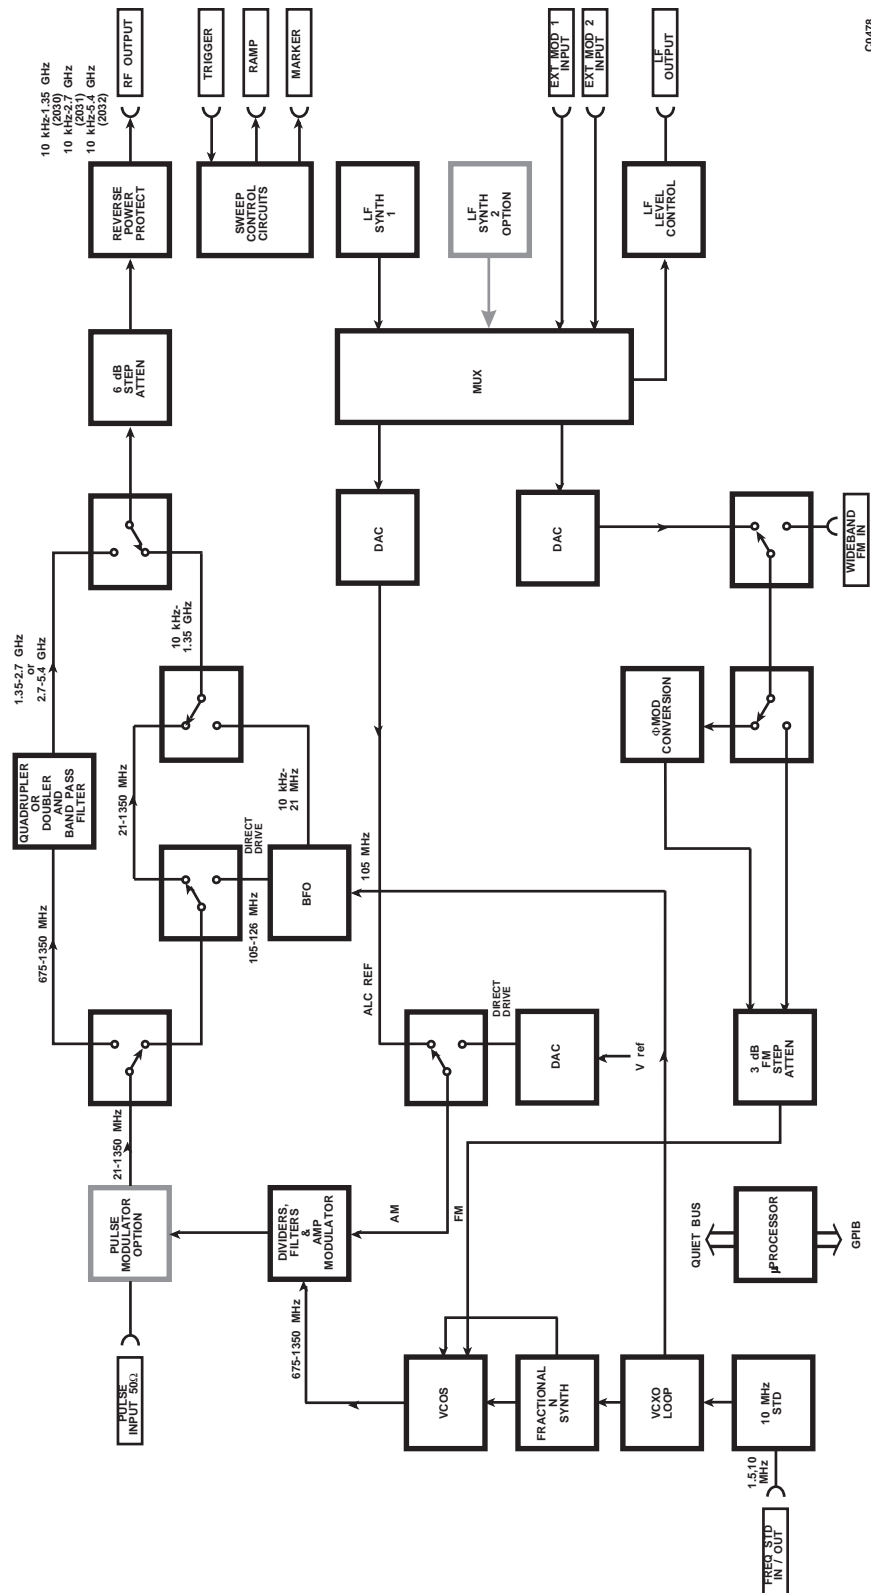 10 kHz-1.35 GHz
(2030)
10 kHz-2.7 GHz
(2031)
10 kHz-5.4 GHz
(2032)
RF OUTPUT
TRIGGER
RAMP
MARKER
EXT MOD 1
INPUT
EXT MOD 2
INPUT
LF
OUTPUT
C0478
REVERSE
POWER
PROTECT
SWEEP
CONTROL
CIRCUITS
LF
SYNTH
1
LF
SYNTH
2
OPTION
LF
LEVEL
CONTROL
6 dB
STEP
ATTEN
MUX
DAC
DAC
WIDEBAND
FM IN
1.35-2.7 GHz
or
2.7-5.4 GHz
10 kHz-
1.35 GHz
QUADRUPLER
OR
DOUBLER
AND
BAND PASS
FILTER
21-1350 MHz
10 kHz-
21 MHz
ΦMOD
CONVERSION
675-1350 MHz
DIRECT
DRIVE
105-126 MHz
BFO
105 MHz
ALC REF
DIRECT
DRIVE
DAC
V ref
3 dB
FM
STEP
ATTEN
21-1350 MHz
PULSE
MODULATOR
OPTION
DIVIDERS,
FILTERS
&
AMP
MODULATOR
AM
FM
QUIET BUS
µPROCESSOR
GPIB
PULSE
INPUT 50Ω
675-1350 MHz
VCOS
FRACTIONAL
N
SYNTH
VCXO
LOOP
10 MHz
STD
1.5,10
MHz
FREQ STD
IN / OUT